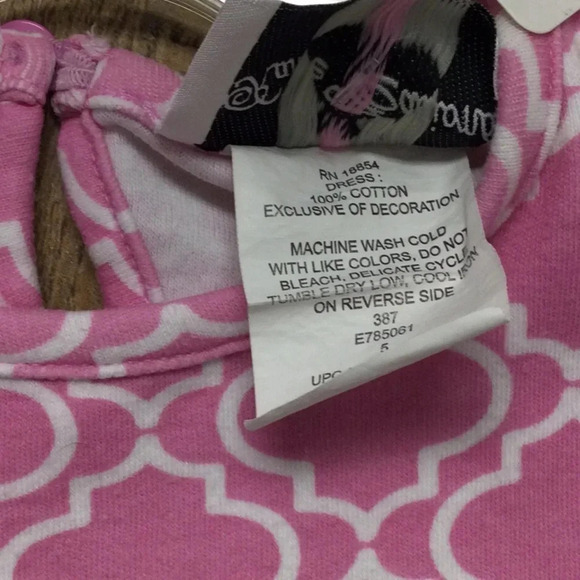 RN 16854
DRESS:
100% COTTON
EXCLUSIVE OF DECORATION
MACHINE WASH COLD
WITH LIKE COLORS, DO NOT
BLEACH, DELICATE CYCLE,
TUMBLE DRY LOW, COOL IRON
ON REVERSE SIDE
387
E785061
5
UPC